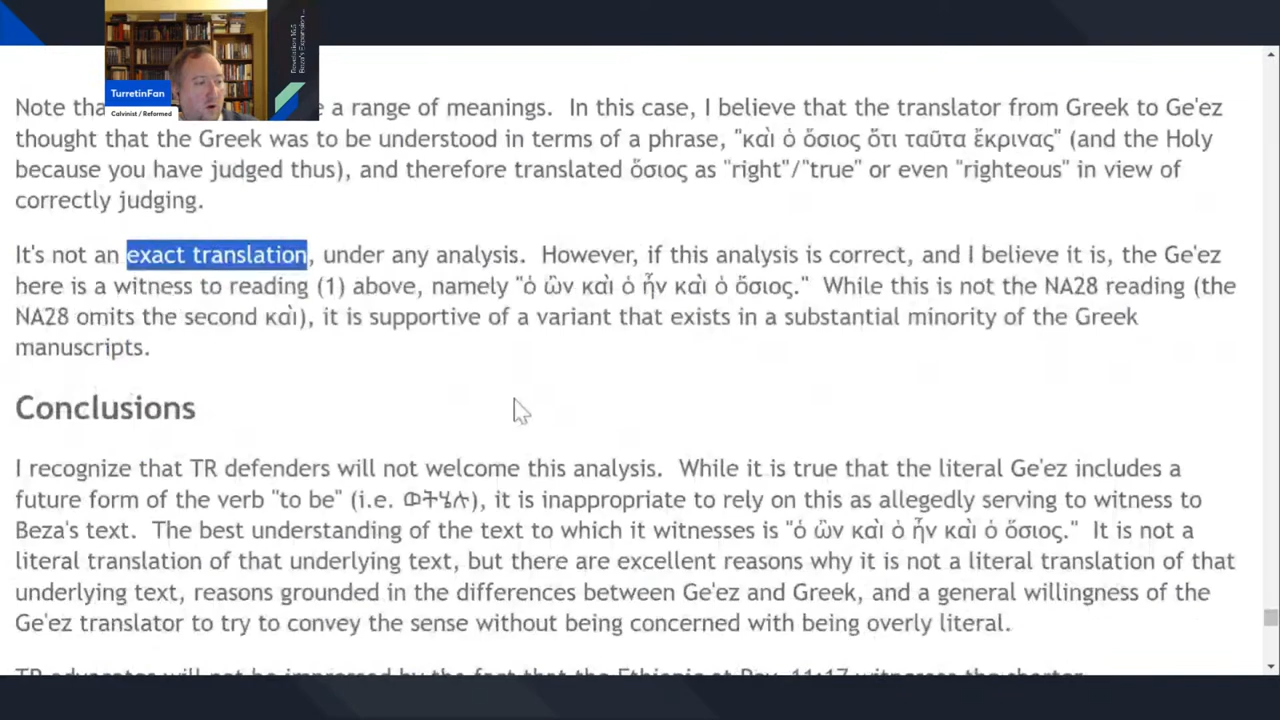 Revelation 16:5
Beza's Expansion ...
TurretinFan
Calvinist / Reformed
Note tha e a range of meanings. In this case, I believe that the translator from Greek to Ge'ez
thought that the Greek was to be understood in terms of a phrase, "καὶ ὁ ὅσιος ὅτι ταῦτα ἔκρινας" (and the Holy
because you have judged thus), and therefore translated ὅσιος as "right"/"true" or even "righteous" in view of
correctly judging.
It's not an exact translation, under any analysis. However, if this analysis is correct, and I believe it is, the Ge'ez
here is a witness to reading (1) above, namely "ὁ ὢν καὶ ὁ ἦν καὶ ὁ ὅσιος." While this is not the NA28 reading (the
NA28 omits the second καὶ), it is supportive of a variant that exists in a substantial minority of the Greek
manuscripts.
Conclusions
I recognize that TR defenders will not welcome this analysis. While it is true that the literal Ge'ez includes a
future form of the verb "to be" (i.e. ወትሄሉ), it is inappropriate to rely on this as allegedly serving to witness to
Beza's text. The best understanding of the text to which it witnesses is "ὁ ὢν καὶ ὁ ἦν καὶ ὁ ὅσιος." It is not a
literal translation of that underlying text, but there are excellent reasons why it is not a literal translation of that
underlying text, reasons grounded in the differences between Ge'ez and Greek, and a general willingness of the
Ge'ez translator to try to convey the sense without being concerned with being overly literal.